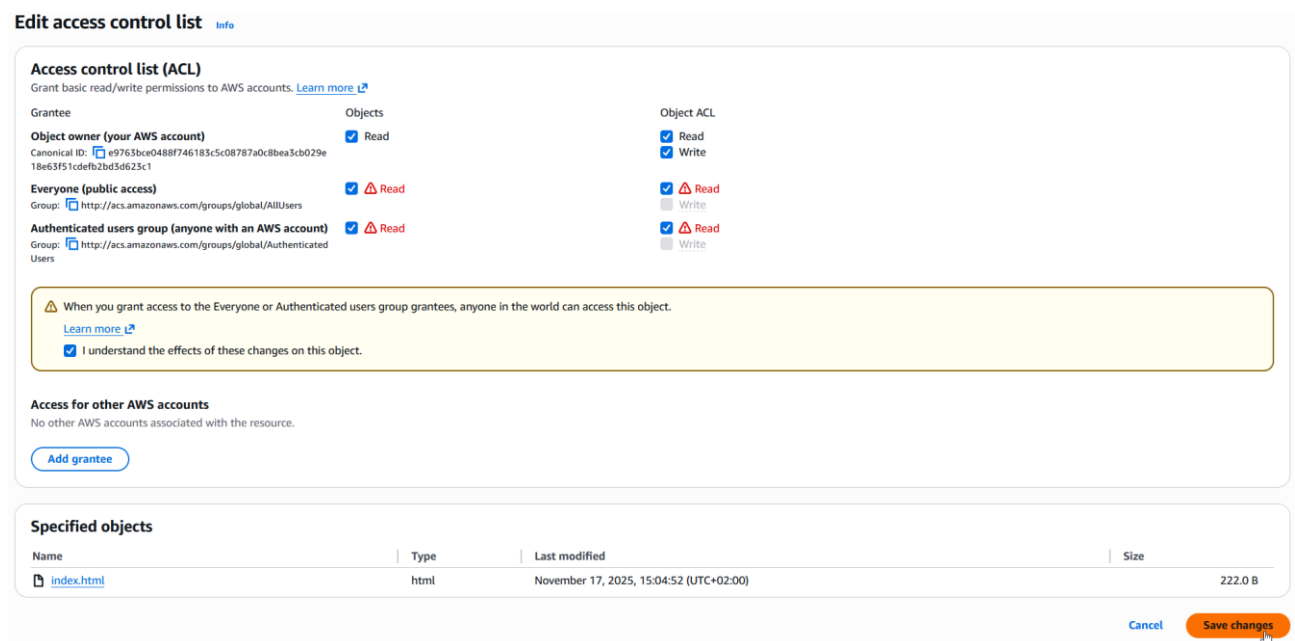 Edit access control list Info
Access control list (ACL)
Grant basic read/write permissions to AWS accounts. Learn more
Grantee Objects Object ACL
Object owner (your AWS account) Read Read
Canonical ID: e9763bce0488f746183c5c08787a0c8bea3cb029e Write
18e63f51cdefb2bd3d623c1
Everyone (public access) Read Read
Group: http://acs.amazonaws.com/groups/global/AllUsers Write
Authenticated users group (anyone with an AWS account) Read Read
Group: http://acs.amazonaws.com/groups/global/Authenticated Write
Users
When you grant access to the Everyone or Authenticated users group grantees, anyone in the world can access this object.
Learn more
I understand the effects of these changes on this object.
Access for other AWS accounts
No other AWS accounts associated with the resource.
Add grantee
Specified objects
Name Type Last modified Size
index.html html November 17, 2025, 15:04:52 (UTC+02:00) 222.0 B
Cancel Save changes